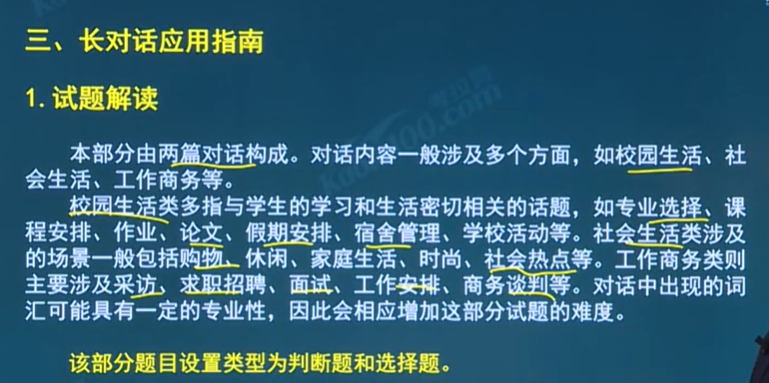 三、长对话应用指南
1.试题解读
本部分由两篇对话构成。对话内容一般涉及多个方面，如校园生活、社
会生活、工作商务等。
校园生活类多指与学生的学习和生活密切相关的话题，如专业选择、课
程安排、作业、论文、假期安排、宿舍管理、学校活动等。社会生活类涉及
的场景一般包括购物、休闲、家庭生活、时尚、社会热点等。工作商务类则
主要涉及采访、求职招聘、面试、工作安排、商务谈判等。对话中出现的词
汇可能具有一定的专业性，因此会相应增加这部分试题的难度。
该部分题目设置类型为判断题和选择题。